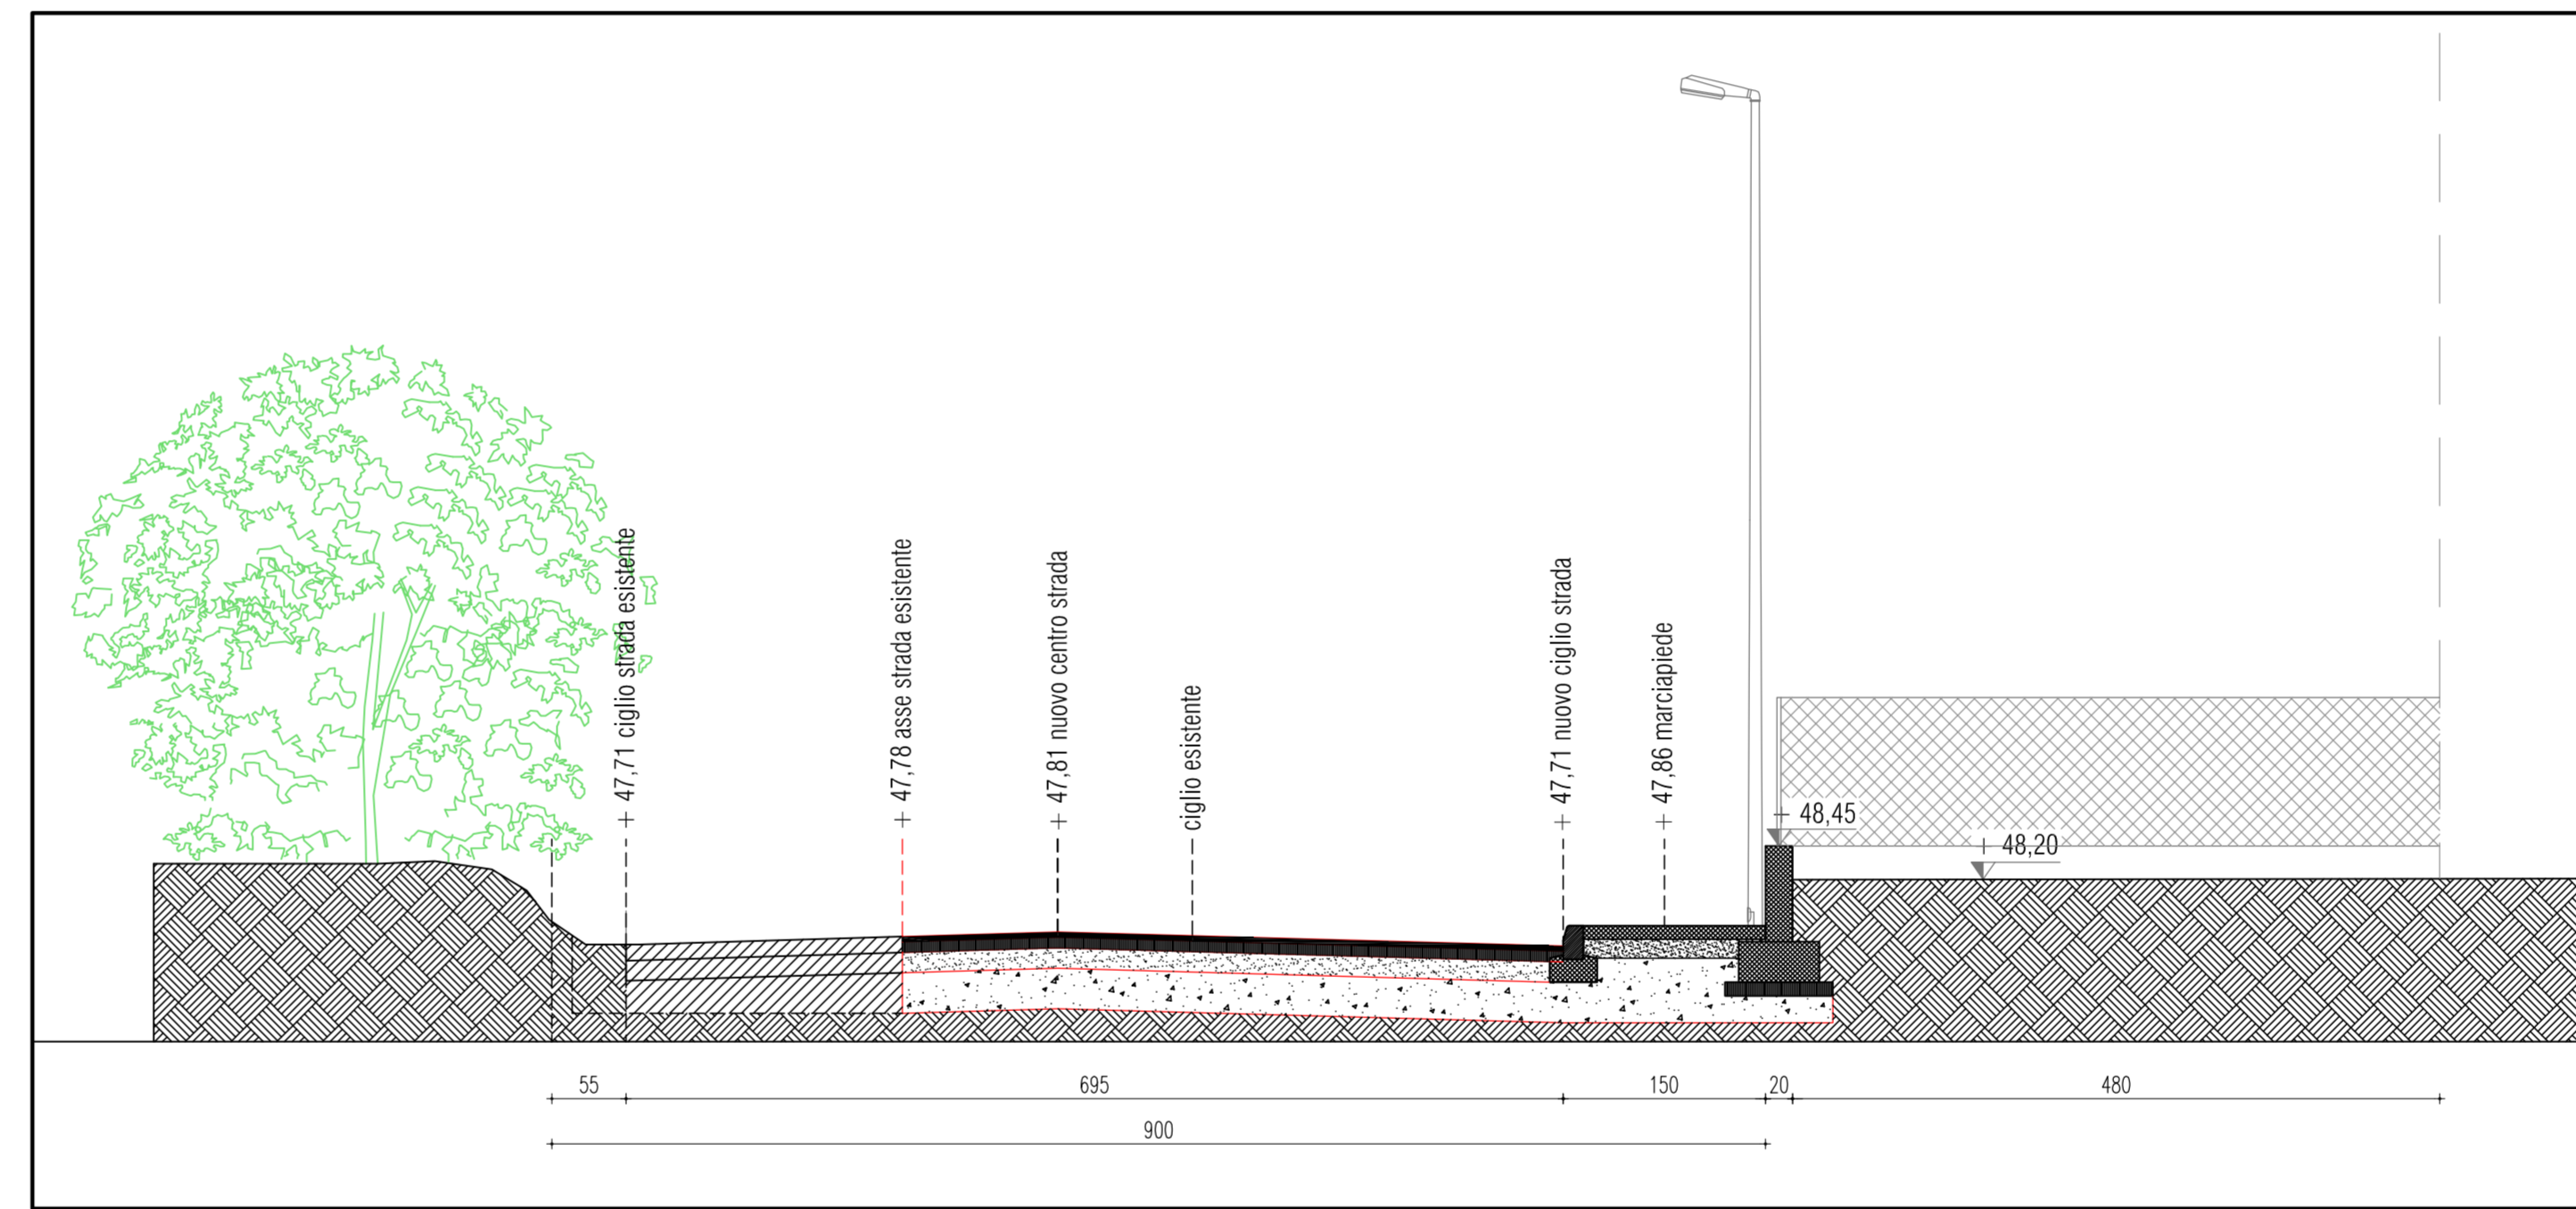 + 47,71 ciglio strada esistente
+ 47,78 asse strada esistente
+ 47,81 nuovo centro strada
ciglio esistente
+ 47,71 nuovo ciglio strada
+ 47,86 marciapiede
+ 48,45
+ 48,20
55
695
150
20
480
900